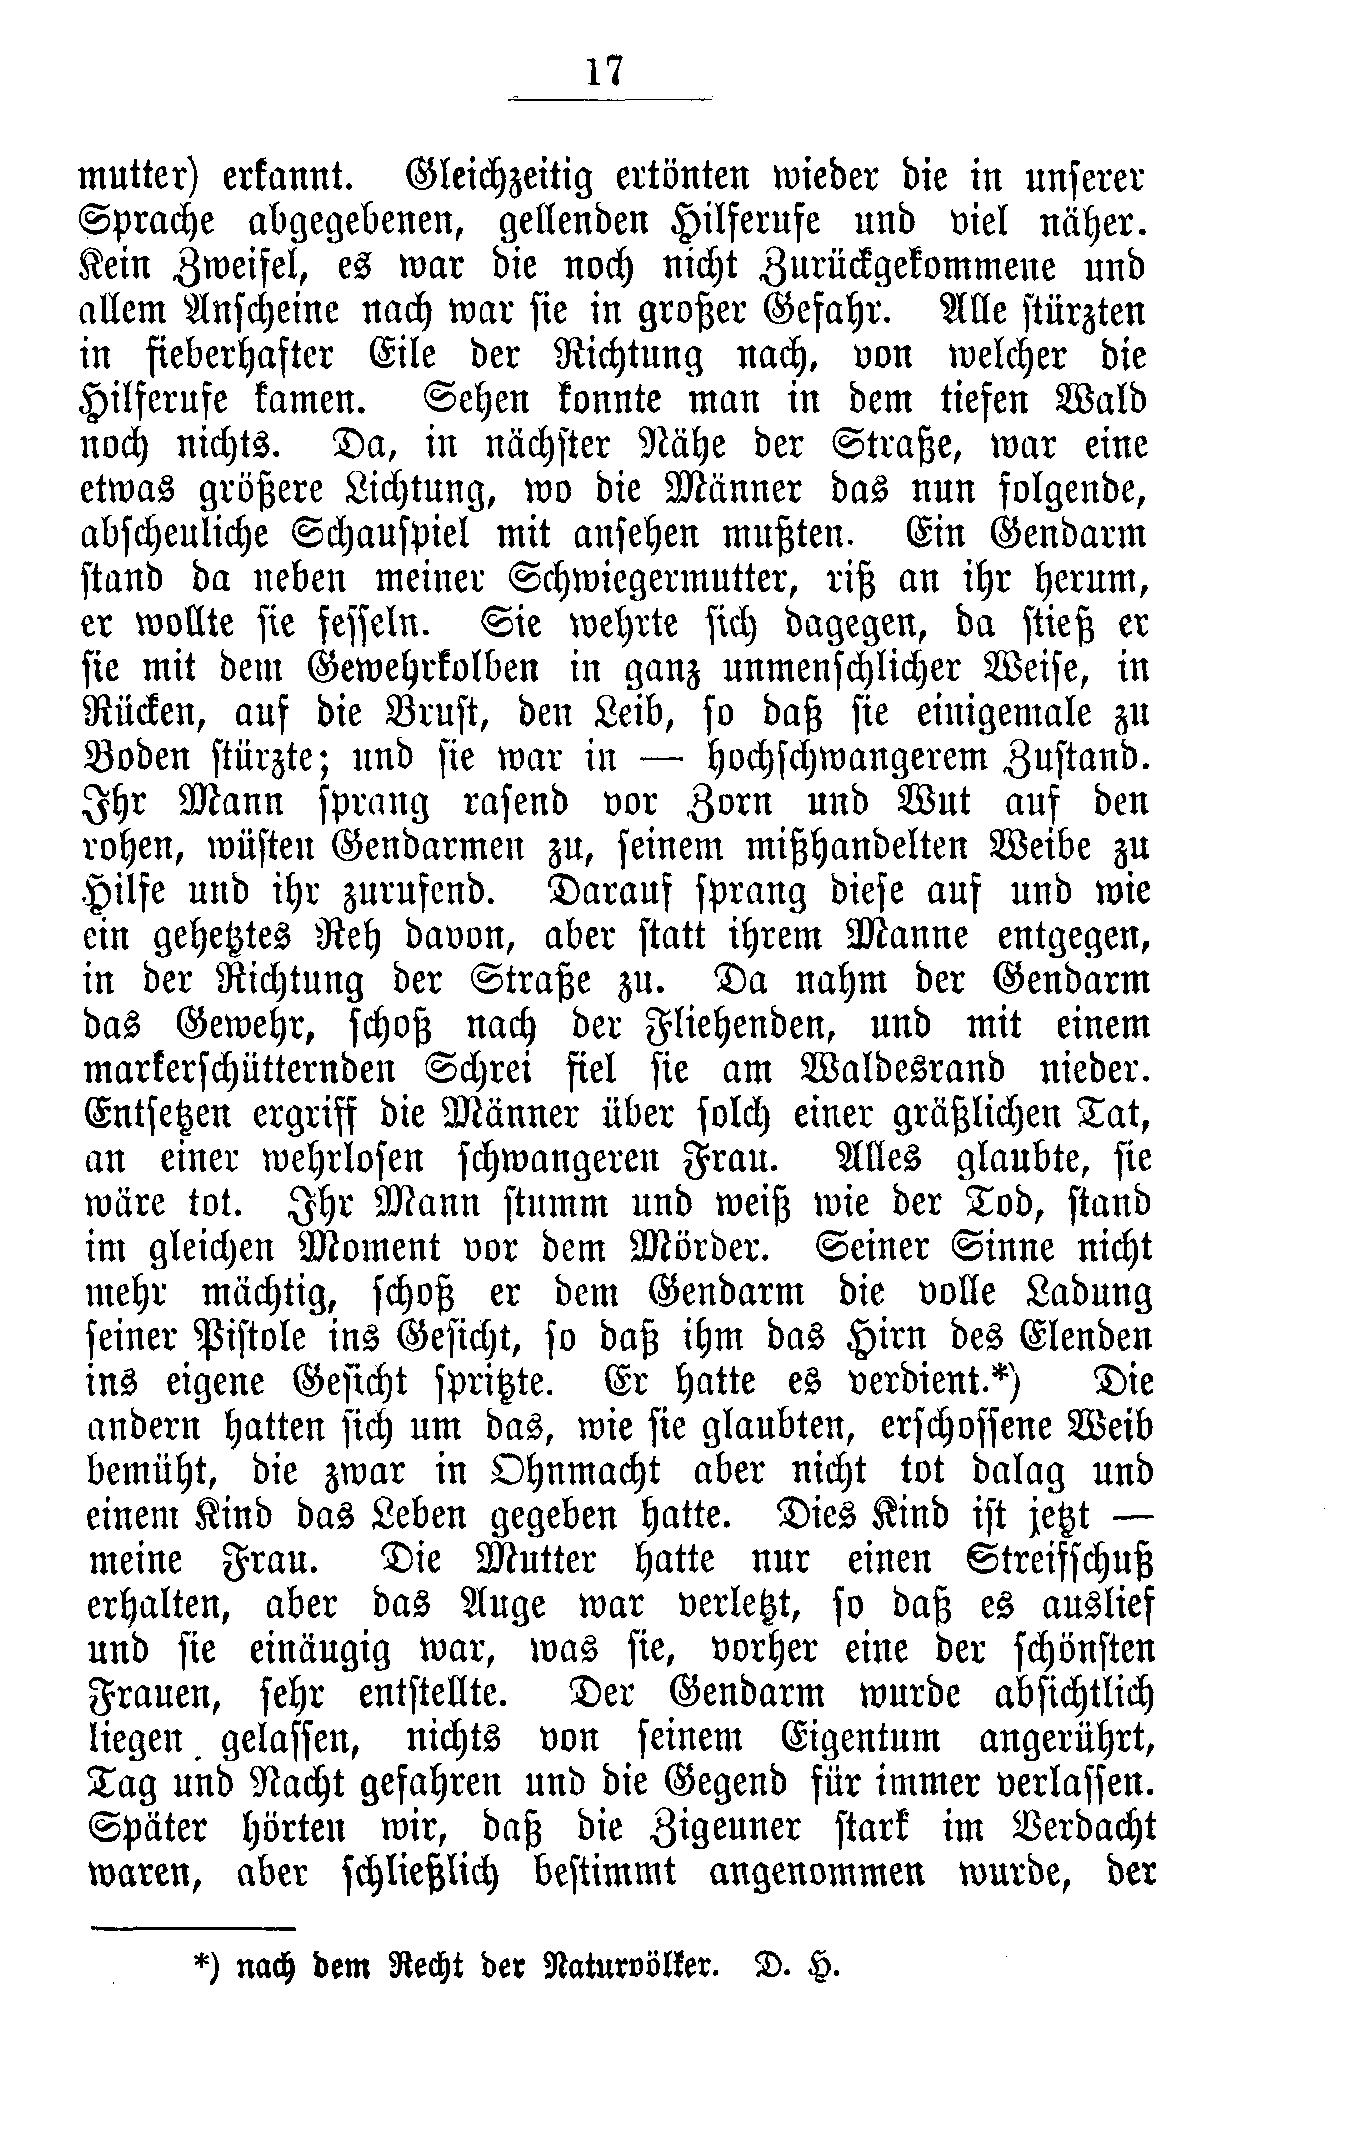 17
mutter) erkannt. Gleichzeitig ertönten wieder die in unserer
Sprache abgegebenen, gellenden Hilferufe und viel näher.
Kein Zweifel, es war die noch nicht Zurückgekommene und
allem Anscheine nach war sie in großer Gefahr. Alle stürzten
in fieberhafter Eile der Richtung nach, von welcher die
Hilferufe kamen. Sehen konnte man in dem tiefen Wald
noch nichts. Da, in nächster Nähe der Straße, war eine
etwas größere Lichtung, wo die Männer das nun folgende,
abscheuliche Schauspiel mit ansehen mußten. Ein Gendarm
stand da neben meiner Schwiegermutter, riß an ihr herum,
er wollte sie fesseln. Sie wehrte sich dagegen, da stieß er
sie mit dem Gewehrkolben in ganz unmenschlicher Weise, in
Rücken, auf die Brust, den Leib, so daß sie einigemale zu
Boden stürzte; und sie war in — hochschwangerem Zustand.
Ihr Mann sprang rasend vor Zorn und Wut auf den
rohen, wüsten Gendarmen zu, seinem mißhandelten Weibe zu
Hilfe und ihr zurufend. Darauf sprang diese auf und wie
ein gehetztes Reh davon, aber statt ihrem Manne entgegen,
in der Richtung der Straße zu. Da nahm der Gendarm
das Gewehr, schoß nach der Fliehenden, und mit einem
markerschütternden Schrei fiel sie am Waldesrand nieder.
Entsetzen ergriff die Männer über solch einer gräßlichen Tat,
an einer wehrlosen schwangeren Frau. Alles glaubte, sie
wäre tot. Ihr Mann stumm und weiß wie der Tod, stand
im gleichen Moment vor dem Mörder. Seiner Sinne nicht
mehr mächtig, schoß er dem Gendarm die volle Ladung
seiner Pistole ins Gesicht, so daß ihm das Hirn des Elenden
ins eigene Gesicht spritzte. Er hatte es verdient.*) Die
andern hatten sich um das, wie sie glaubten, erschossene Weib
bemüht, die zwar in Ohnmacht aber nicht tot dalag und
einem Kind das Leben gegeben hatte. Dies Kind ist jetzt —
meine Frau. Die Mutter hatte nur einen Streifschuß
erhalten, aber das Auge war verletzt, so daß es auslief
und sie einäugig war, was sie, vorher eine der schönsten
Frauen, sehr entstellte. Der Gendarm wurde absichtlich
liegen gelassen, nichts von seinem Eigentum angerührt,
Tag und Nacht gefahren und die Gegend für immer verlassen.
Später hörten wir, daß die Zigeuner stark im Verdacht
waren, aber schließlich bestimmt angenommen wurde, der
*) nach dem Recht der Naturvölker. D. H.